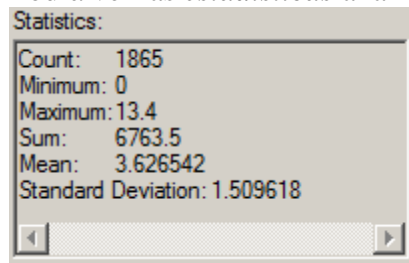 Statistics:
Count: 1865
Minimum: 0
Maximum: 13.4
Sum: 6763.5
Mean: 3.626542
Standard Deviation: 1.509618